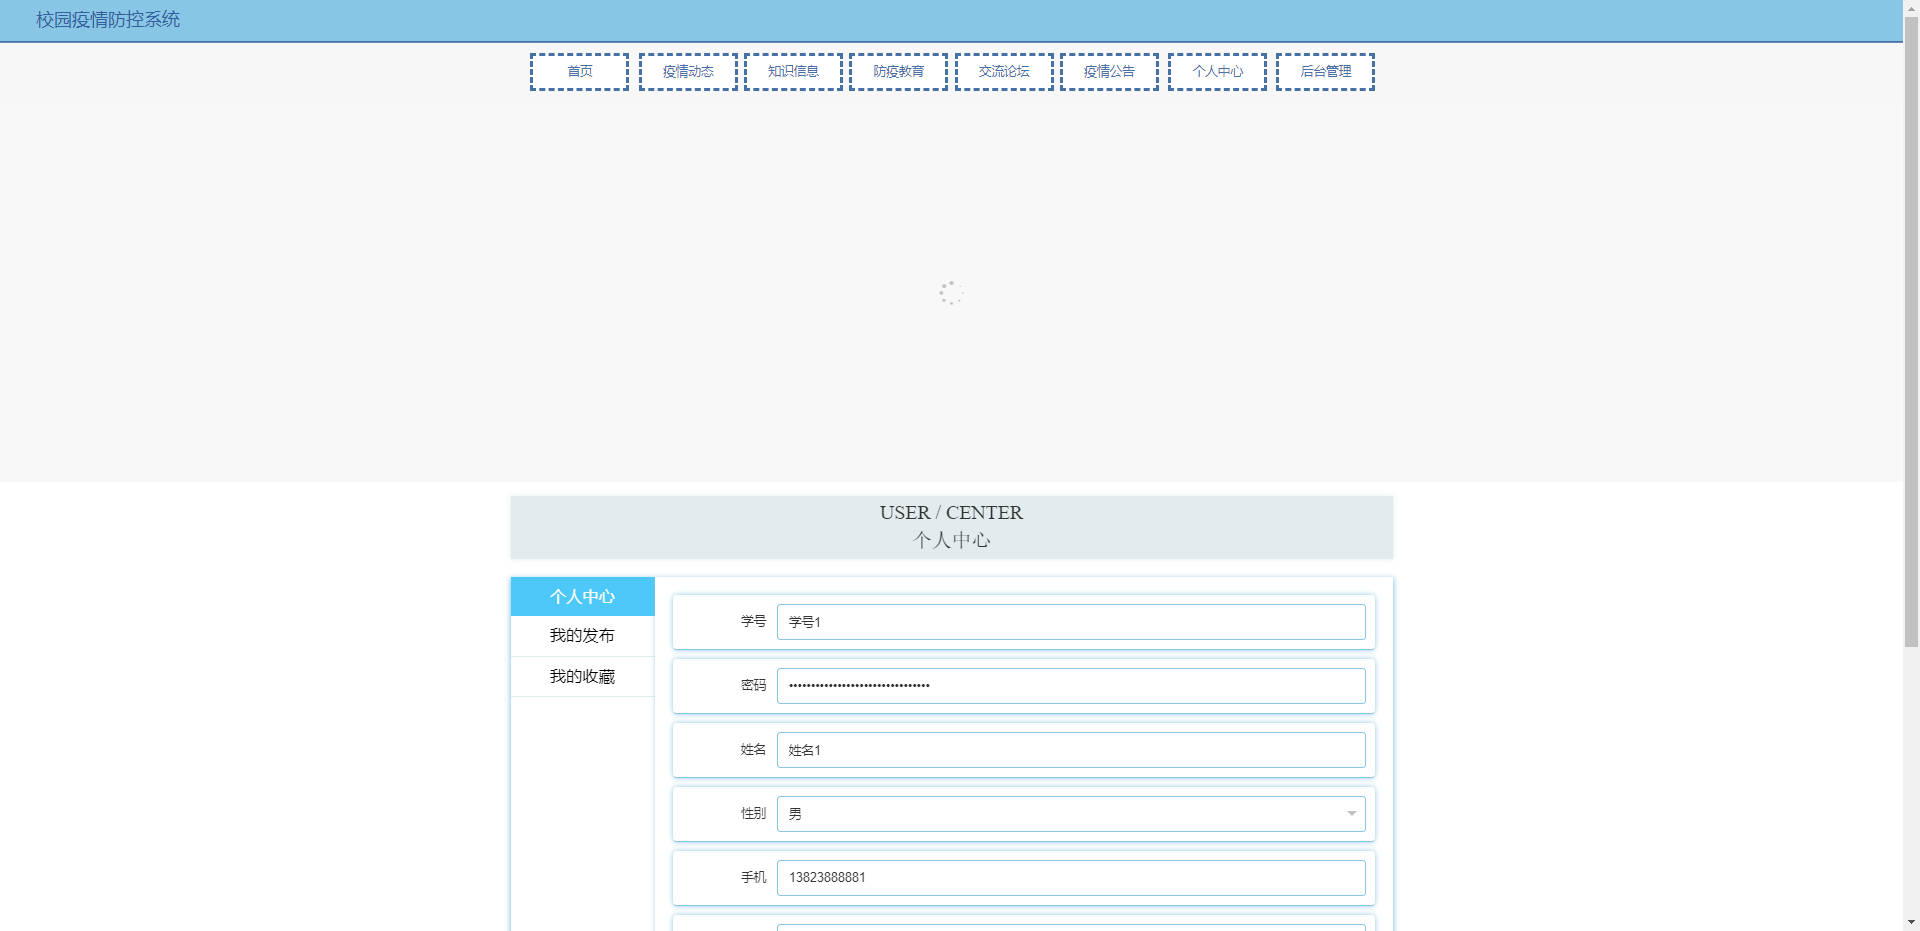 校园疫情防控系统
首页 疫情动态 知识信息 防疫教育 交流论坛 疫情公告 个人中心 后台管理
USER / CENTER
个人中心
个人中心
我的发布
我的收藏
学号 学号1
密码 ••••••••••••••••••••••••••••••••
姓名 姓名1
性别 男
手机 13823888881